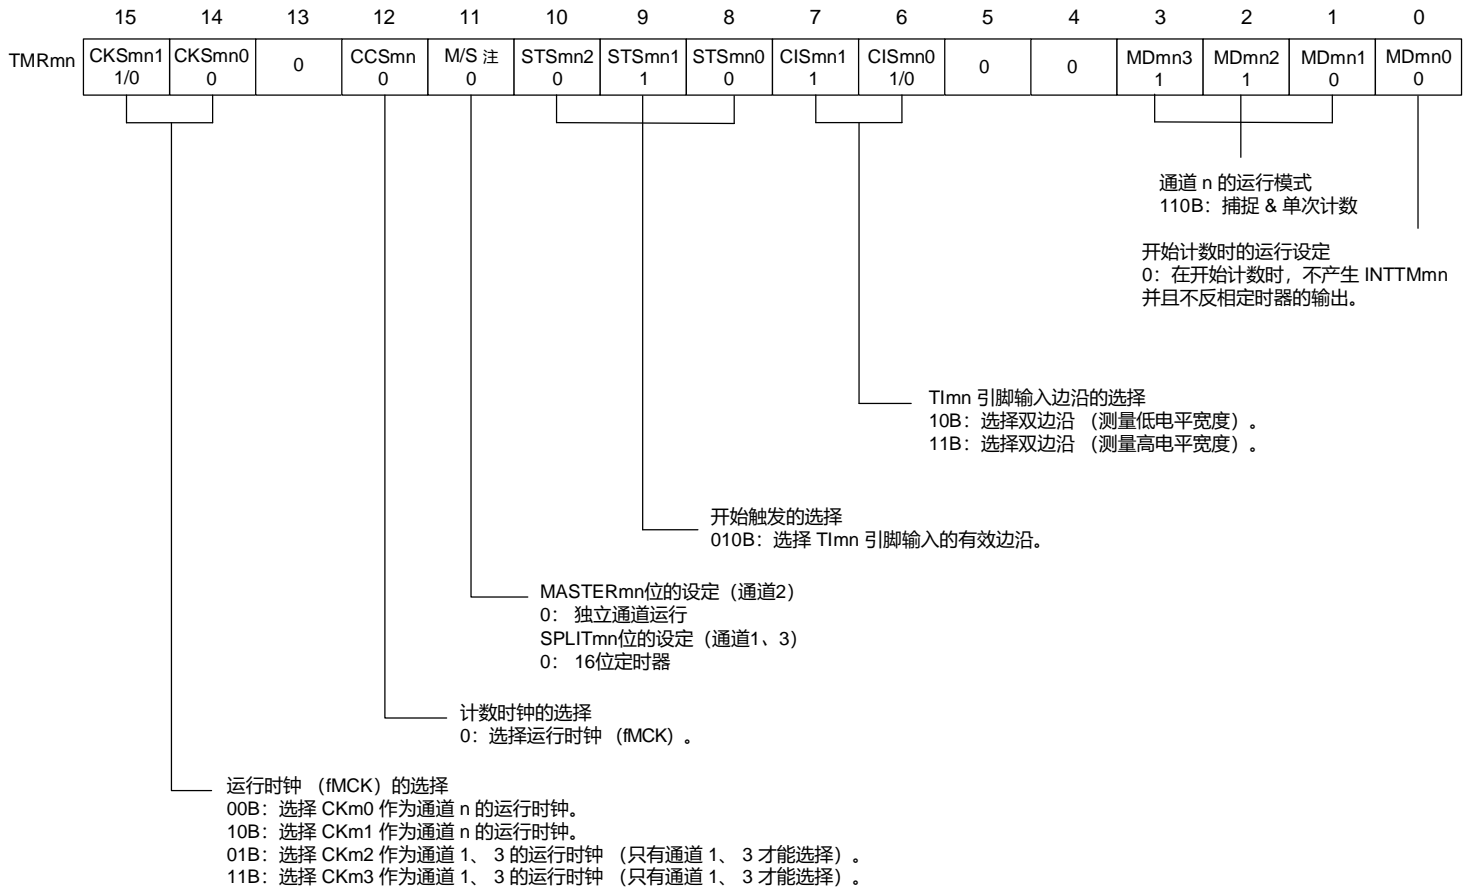 15 14 13 12 11 10 9 8 7 6 5 4 3 2 1 0
TMRmn CKSmn1 CKSmn0 0 CCSmn M/S 注 STSmn2 STSmn1 STSmn0 CISmn1 CISmn0 0 0 MDmn3 MDmn2 MDmn1 MDmn0
1/0 0 0 0 0 1 0 1 1/0 1 1 0 0
通道 n 的运行模式
110B：捕捉 & 单次计数
开始计数时的运行设定
0：在开始计数时，不产生 INTTMmn
并且不反相定时器的输出。
TImn 引脚输入边沿的选择
10B：选择双边沿 （测量低电平宽度）。
11B：选择双边沿 （测量高电平宽度）。
开始触发的选择
010B：选择 TImn 引脚输入的有效边沿。
MASTERmn位的设定（通道2）
0： 独立通道运行
SPLITmn位的设定（通道1、3）
0： 16位定时器
计数时钟的选择
0：选择运行时钟 （fMCK）。
运行时钟 （fMCK）的选择
00B：选择 CKm0 作为通道 n 的运行时钟。
10B：选择 CKm1 作为通道 n 的运行时钟。
01B：选择 CKm2 作为通道 1、 3 的运行时钟 （只有通道 1、 3 才能选择）。
11B：选择 CKm3 作为通道 1、 3 的运行时钟 （只有通道 1、 3 才能选择）。